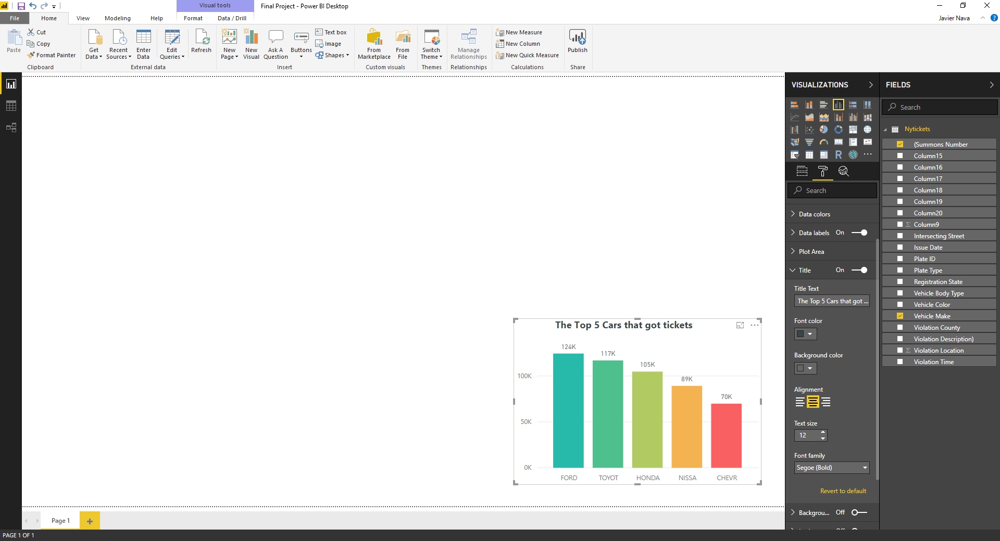 Visual tools
Final Project - Power BI Desktop
File
Home
View
Modeling
Help
Format
Data / Drill
Javier Nava
?
Paste
Cut
Copy
Format Painter
Clipboard
Get Data
Recent Sources
Enter Data
Edit Queries
Refresh
External data
New Page
New Visual
Ask A Question
Buttons
Text box
Image
Shapes
Insert
From Marketplace
From File
Custom visuals
Switch Theme
Themes
Manage Relationships
Relationships
New Measure
New Column
New Quick Measure
Calculations
Publish
Share
The Top 5 Cars that got tickets
124K
117K
105K
89K
70K
100K
50K
0K
FORD
TOYOT
HONDA
NISSA
CHEVR
VISUALIZATIONS
R
Search
Data colors
Data labels On
Plot Area
Title On
Title Text
The Top 5 Cars that got ...
Font color
Background color
Alignment
Text size
12
Font family
Segoe (Bold)
Revert to default
Backgrou... Off
FIELDS
Search
Nytickets
(Summons Number
Column15
Column16
Column17
Column18
Column19
Column20
Σ Column9
Intersecting Street
Issue Date
Plate ID
Plate Type
Registration State
Vehicle Body Type
Vehicle Color
Vehicle Make
Violation County
Violation Description)
Σ Violation Location
Violation Time
Page 1
PAGE 1 OF 1